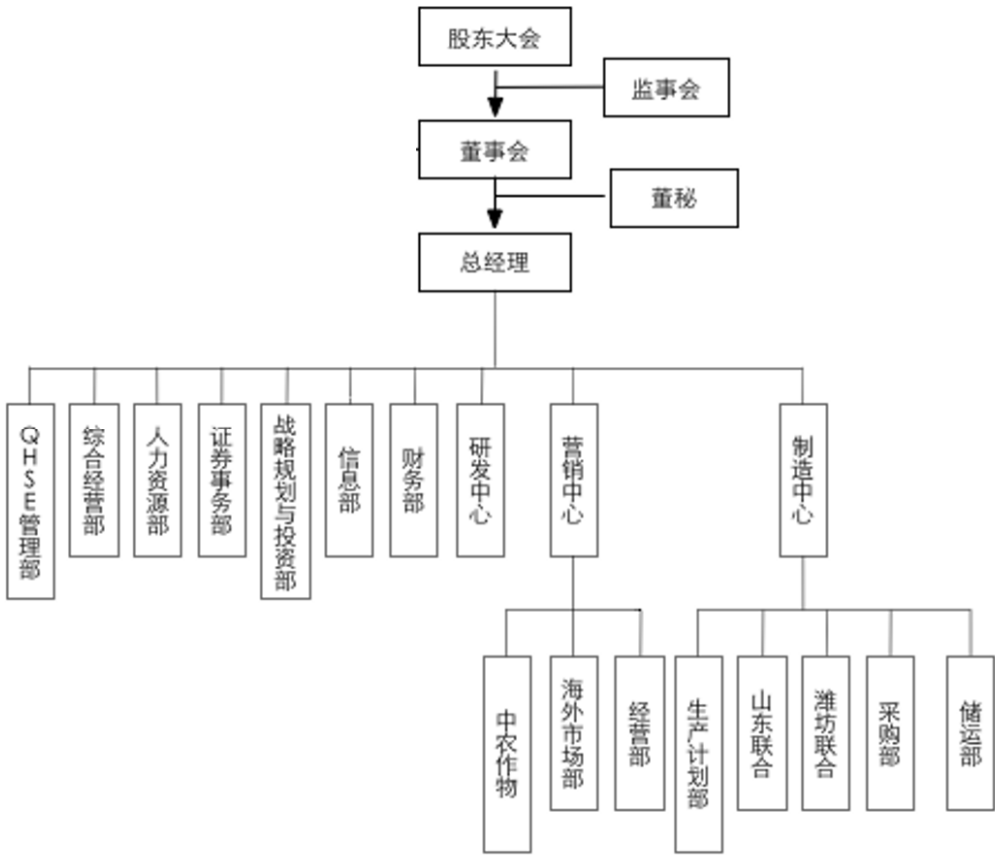 股东大会
监事会
董事会
董秘
总经理
QHSE管理部
综合经营部
人力资源部
证券事务部
战略规划与投资部
信息部
财务部
研发中心
营销中心
制造中心
中农作物
海外市场部
经营部
生产计划部
山东联合
潍坊联合
采购部
储运部